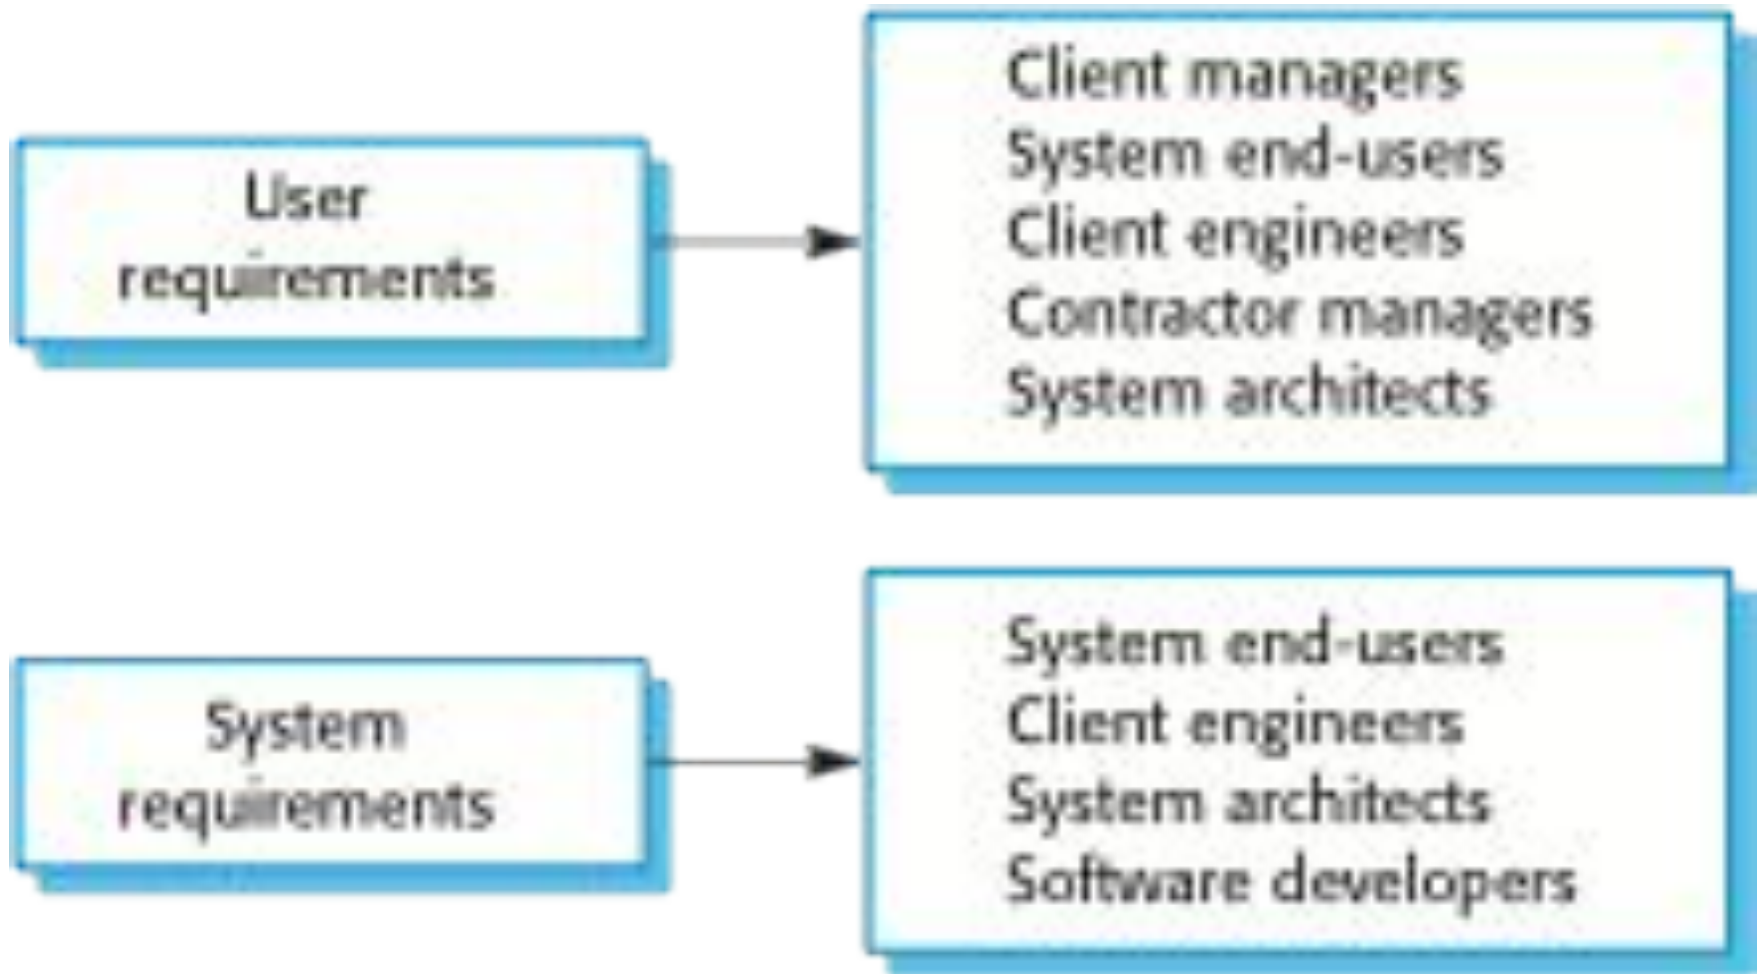 User
requirements
Client managers
System end-users
Client engineers
Contractor managers
System architects
System
requirements
System end-users
Client engineers
System architects
Software developers